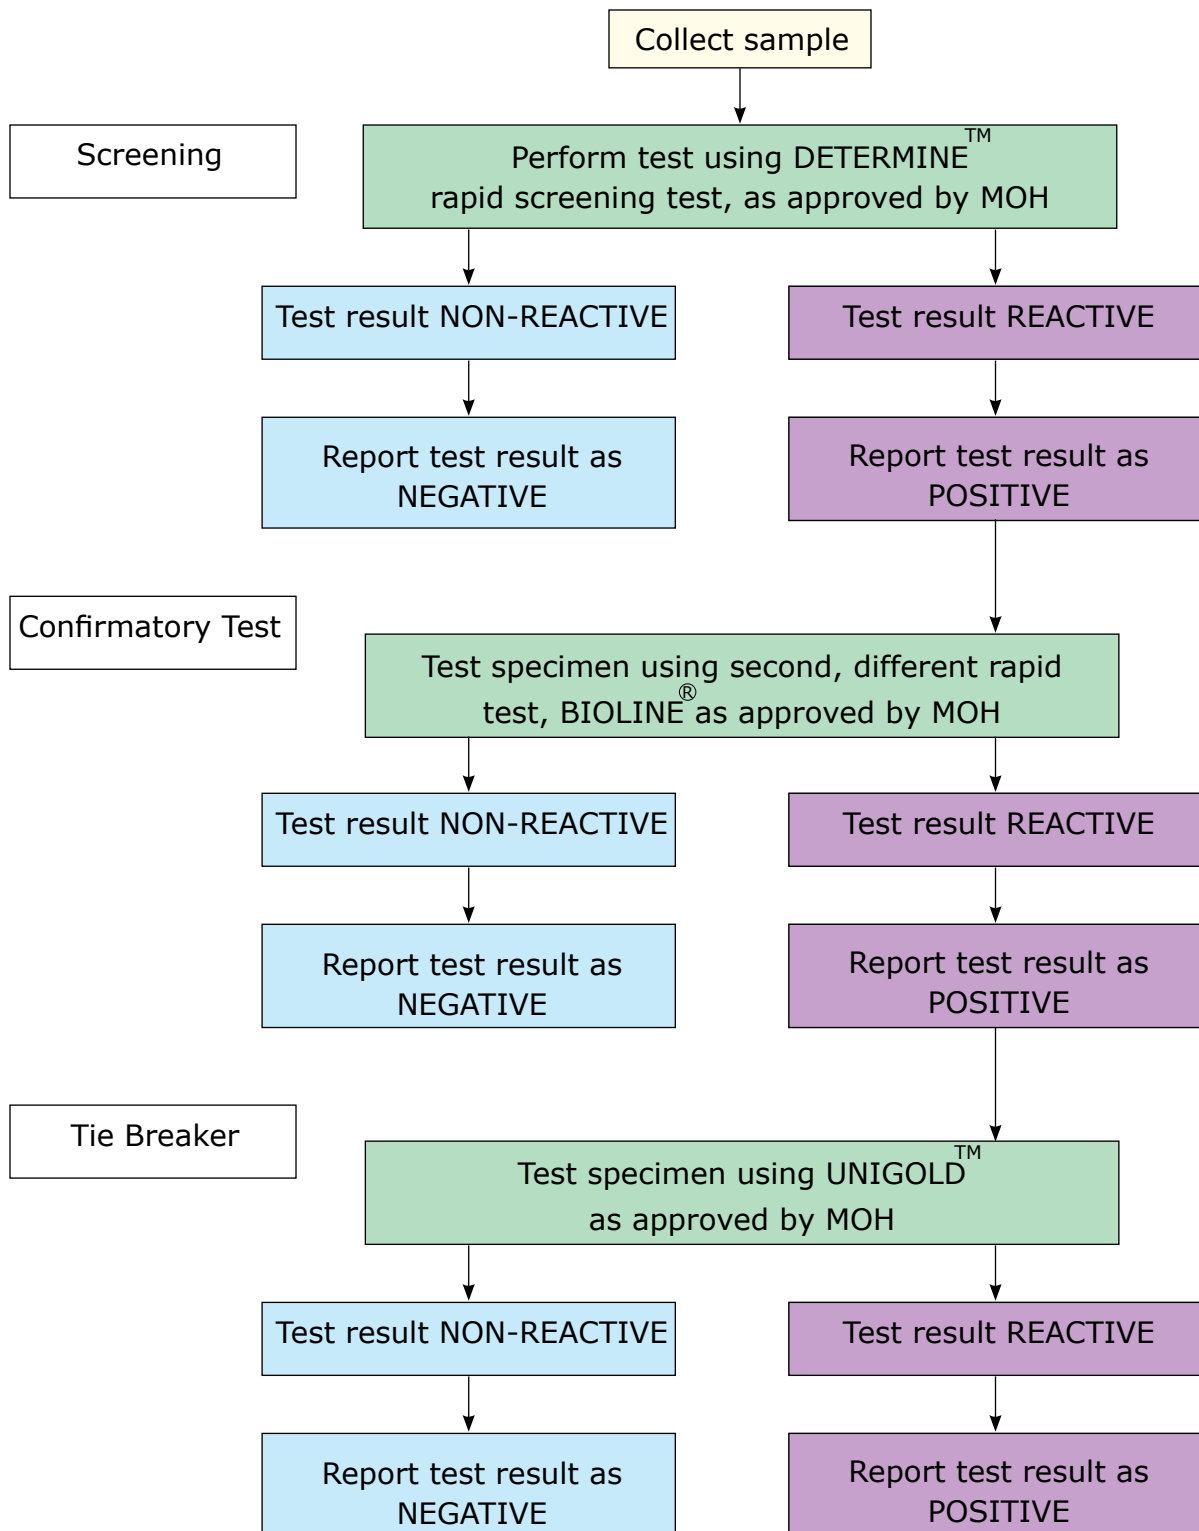 Collect sample
Screening
Perform test using DETERMINE™
rapid screening test, as approved by MOH
Test result NON-REACTIVE
Test result REACTIVE
Report test result as
NEGATIVE
Report test result as
POSITIVE
Confirmatory Test
Test specimen using second, different rapid
test, BIOLINE® as approved by MOH
Test result NON-REACTIVE
Test result REACTIVE
Report test result as
NEGATIVE
Report test result as
POSITIVE
Tie Breaker
Test specimen using UNIGOLD™
as approved by MOH
Test result NON-REACTIVE
Test result REACTIVE
Report test result as
NEGATIVE
Report test result as
POSITIVE